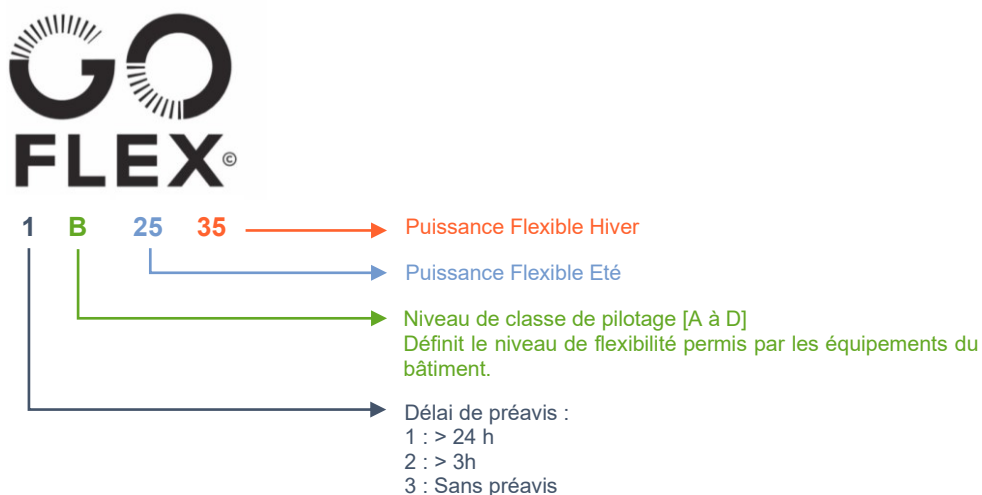 GO
FLEX©
1 B 25 35
Puissance Flexible Hiver
Puissance Flexible Eté
Niveau de classe de pilotage [A à D]
Définit le niveau de flexibilité permis par les équipements du
bâtiment.
Délai de préavis :
1 : > 24 h
2 : > 3h
3 : Sans préavis